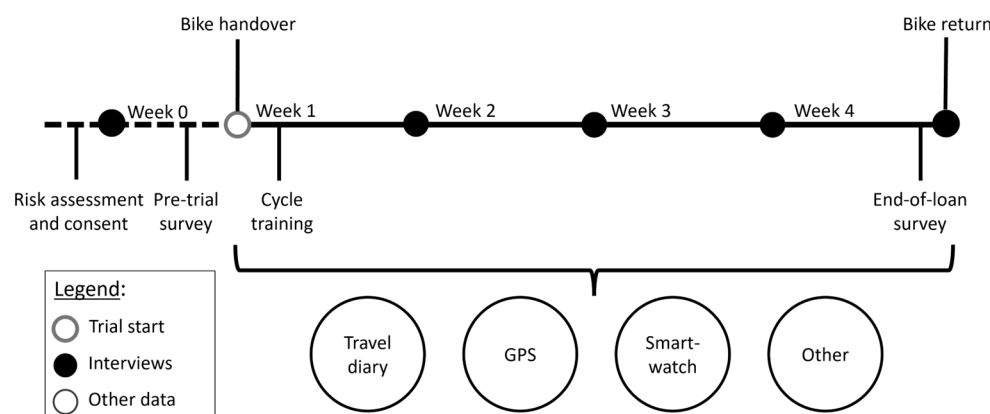 Bike handover
Bike return
Week 0
Week 1
Week 2
Week 3
Week 4
Risk assessment
and consent
Pre-trial
survey
Cycle
training
End-of-loan
survey
Legend:
Trial start
Interviews
Other data
Travel
diary
GPS
Smart-
watch
Other